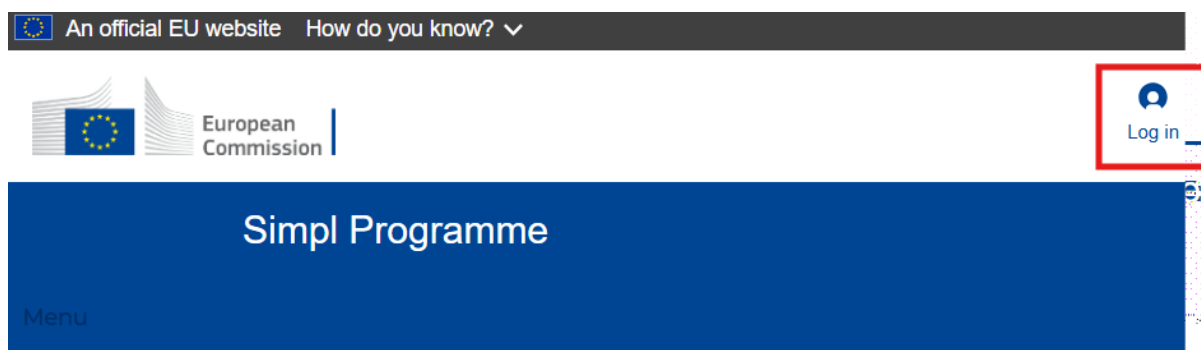 An official EU website How do you know?
European
Commission
Log in
Simpl Programme
Menu